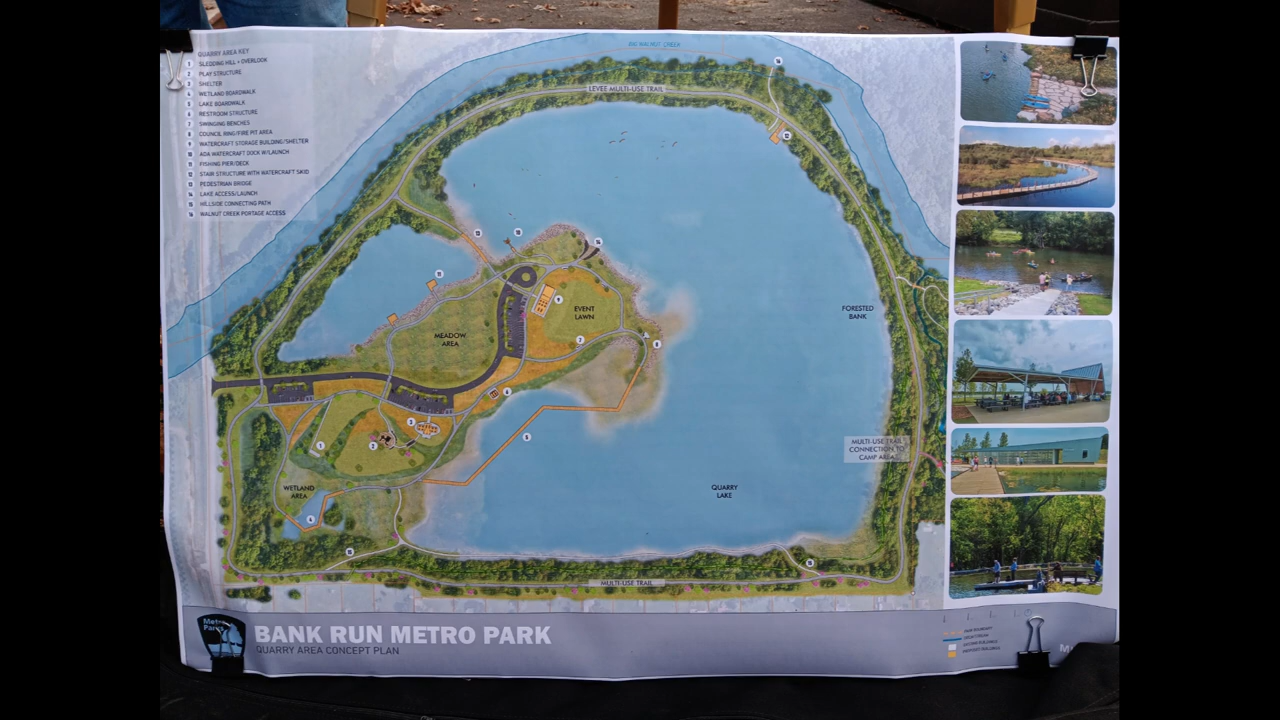 BIG WALNUT CREEK
QUARRY AREA KEY
1 SLEDDING HILL + OVERLOOK
2 PLAY STRUCTURE
3 SHELTER
4 WETLAND BOARDWALK
5 LAKE BOARDWALK
6 RESTROOM STRUCTURE
7 SWINGING BENCHES
8 COUNCIL RING/FIRE PIT AREA
9 WATERCRAFT STORAGE BUILDING/SHELTER
10 ADA WATERCRAFT DOCK W/LAUNCH
11 FISHING PIER/DECK
12 STAIR STRUCTURE WITH WATERCRAFT SKID
13 PEDESTRIAN BRIDGE
14 LAKE ACCESS/LAUNCH
15 HILLSIDE CONNECTING PATH
16 WALNUT CREEK PORTAGE ACCESS
LEVEE MULTI-USE TRAIL
EVENT
LAWN
FORESTED
BANK
MEADOW
AREA
MULTI-USE TRAIL
CONNECTION TO
CAMP AREA
WETLAND
AREA
QUARRY
LAKE
MULTI-USE TRAIL
Metro
Parks
BANK RUN METRO PARK
QUARRY AREA CONCEPT PLAN